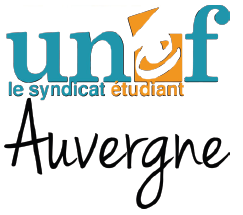 unef
le syndicat étudiant
Auvergne